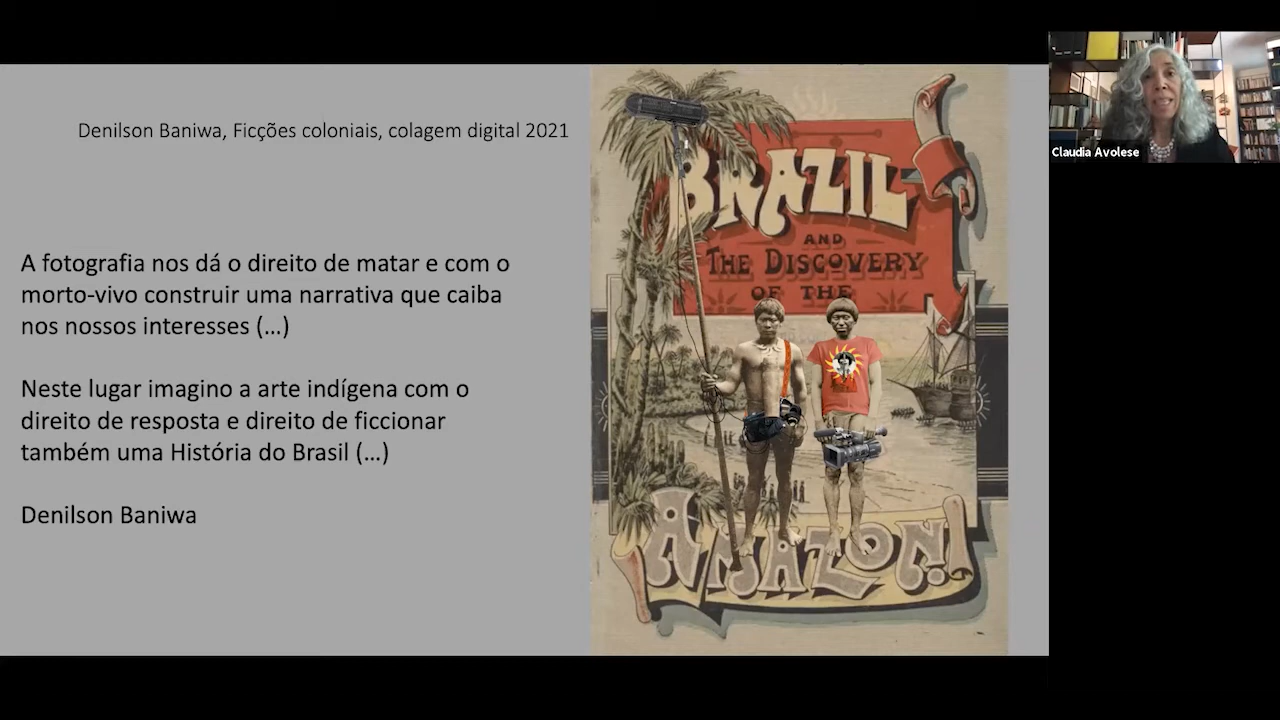 Denilson Baniwa, Ficções coloniais, colagem digital 2021
A fotografia nos dá o direito de matar e com o
morto-vivo construir uma narrativa que caiba
nos nossos interesses (...)
Neste lugar imagino a arte indígena com o
direito de resposta e direito de ficcionar
também uma História do Brasil (...)
Denilson Baniwa
BRAZIL
AND
THE DISCOVERY
OF THE
AMAZON!
Claudia Avolese